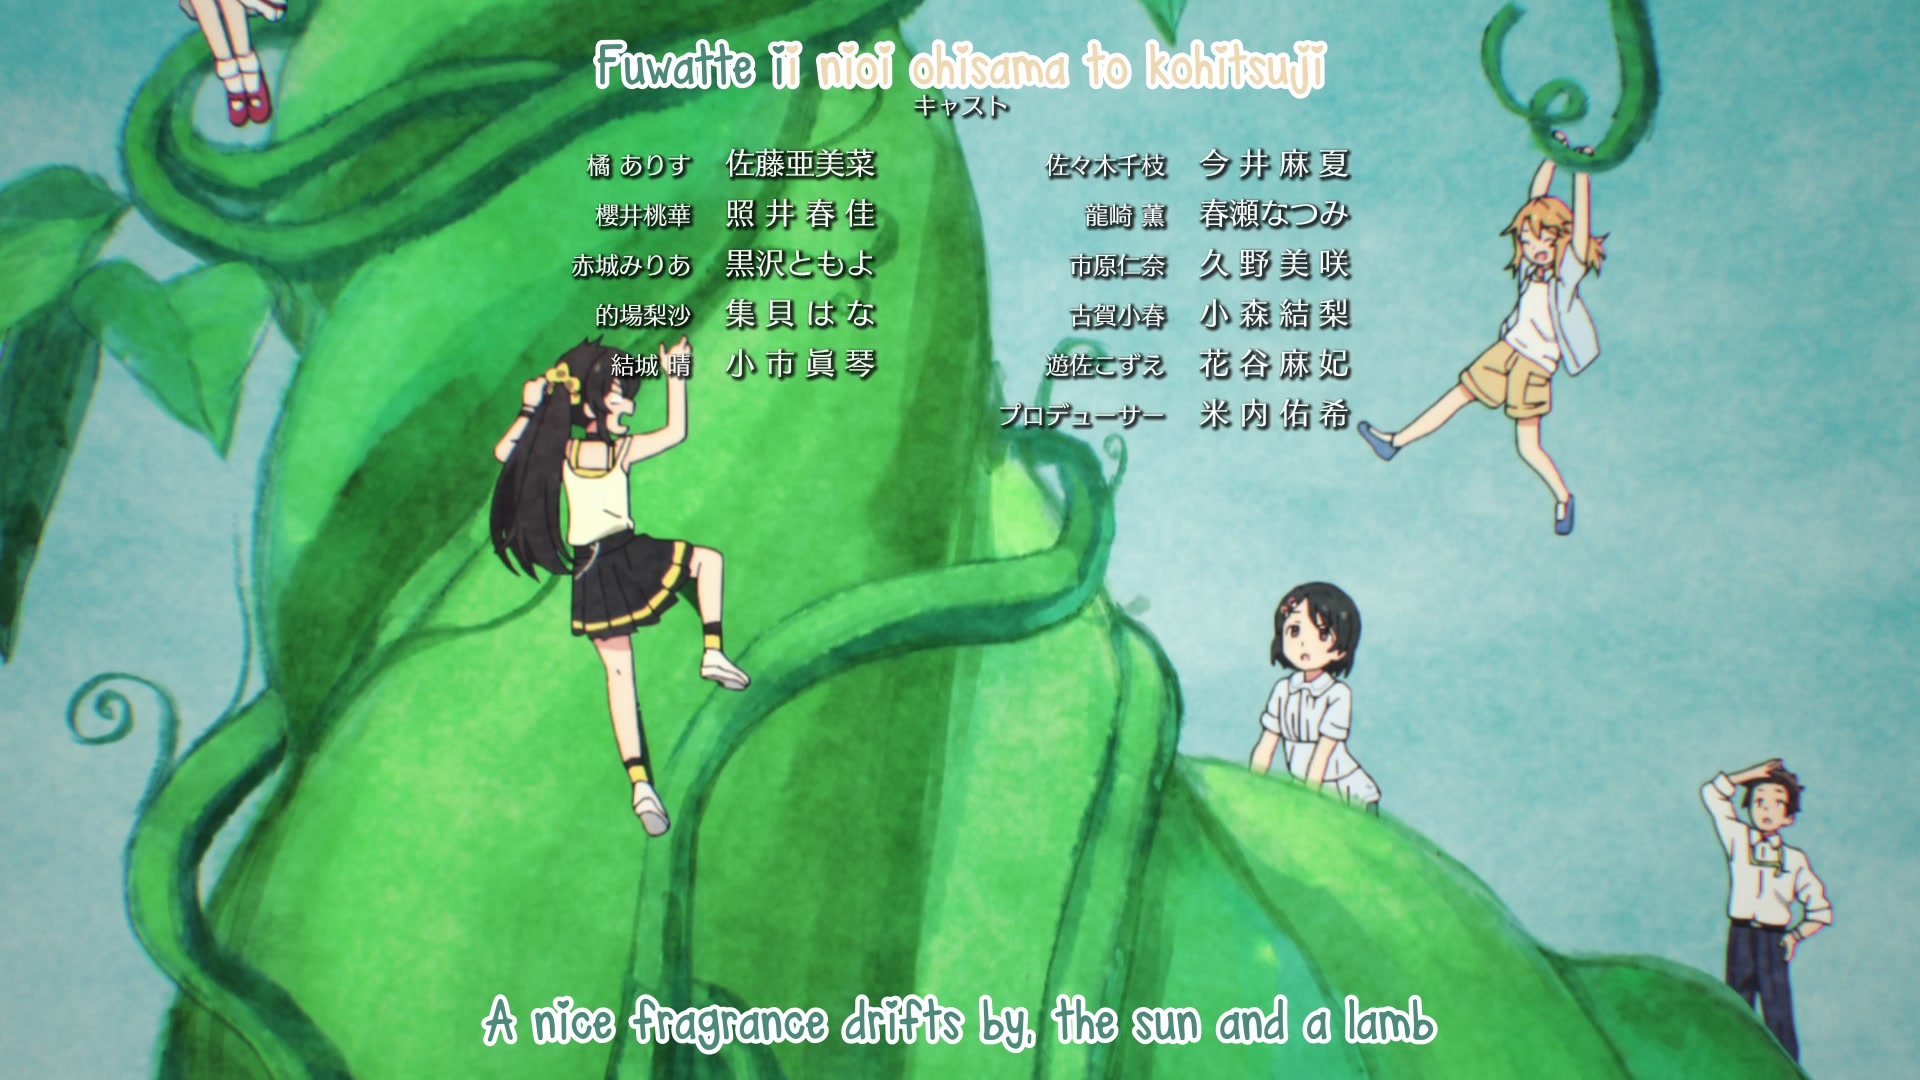 Fuwatte ii nioi ohisama to kohitsuji
キャスト
橘 ありす 佐藤亜美菜
櫻井桃華 照井春佳
赤城みりあ 黒沢ともよ
的場梨沙 集貝はな
結城 晴 小市眞琴
佐々木千枝 今井麻夏
龍崎 薫 春瀬なつみ
市原仁奈 久野美咲
古賀小春 小森結梨
遊佐こずえ 花谷麻妃
プロデューサー 米内佑希
A nice fragrance drifts by, the sun and a lamb